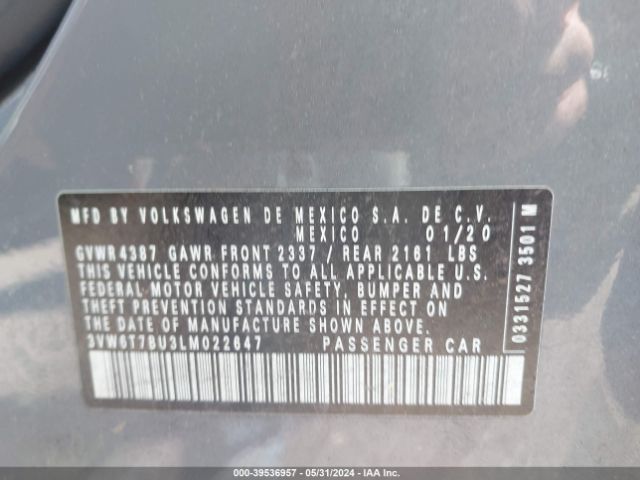 MFD BY VOLKSWAGEN DE MEXICO S.A. DE C.V.
MEXICO 01/20
GVWR 4387 GAWR FRONT 2337 / REAR 2161 LBS
THIS VEHICLE CONFORMS TO ALL APPLICABLE U.S.
FEDERAL MOTOR VEHICLE SAFETY, BUMPER AND
THEFT PREVENTION STANDARDS IN EFFECT ON
THE DATE OF MANUFACTURE SHOWN ABOVE.
3VW6T7BU3LM022647 PASSENGER CAR
0331527 3501 M
000-39536957 - 05/31/2024 - IAA Inc.